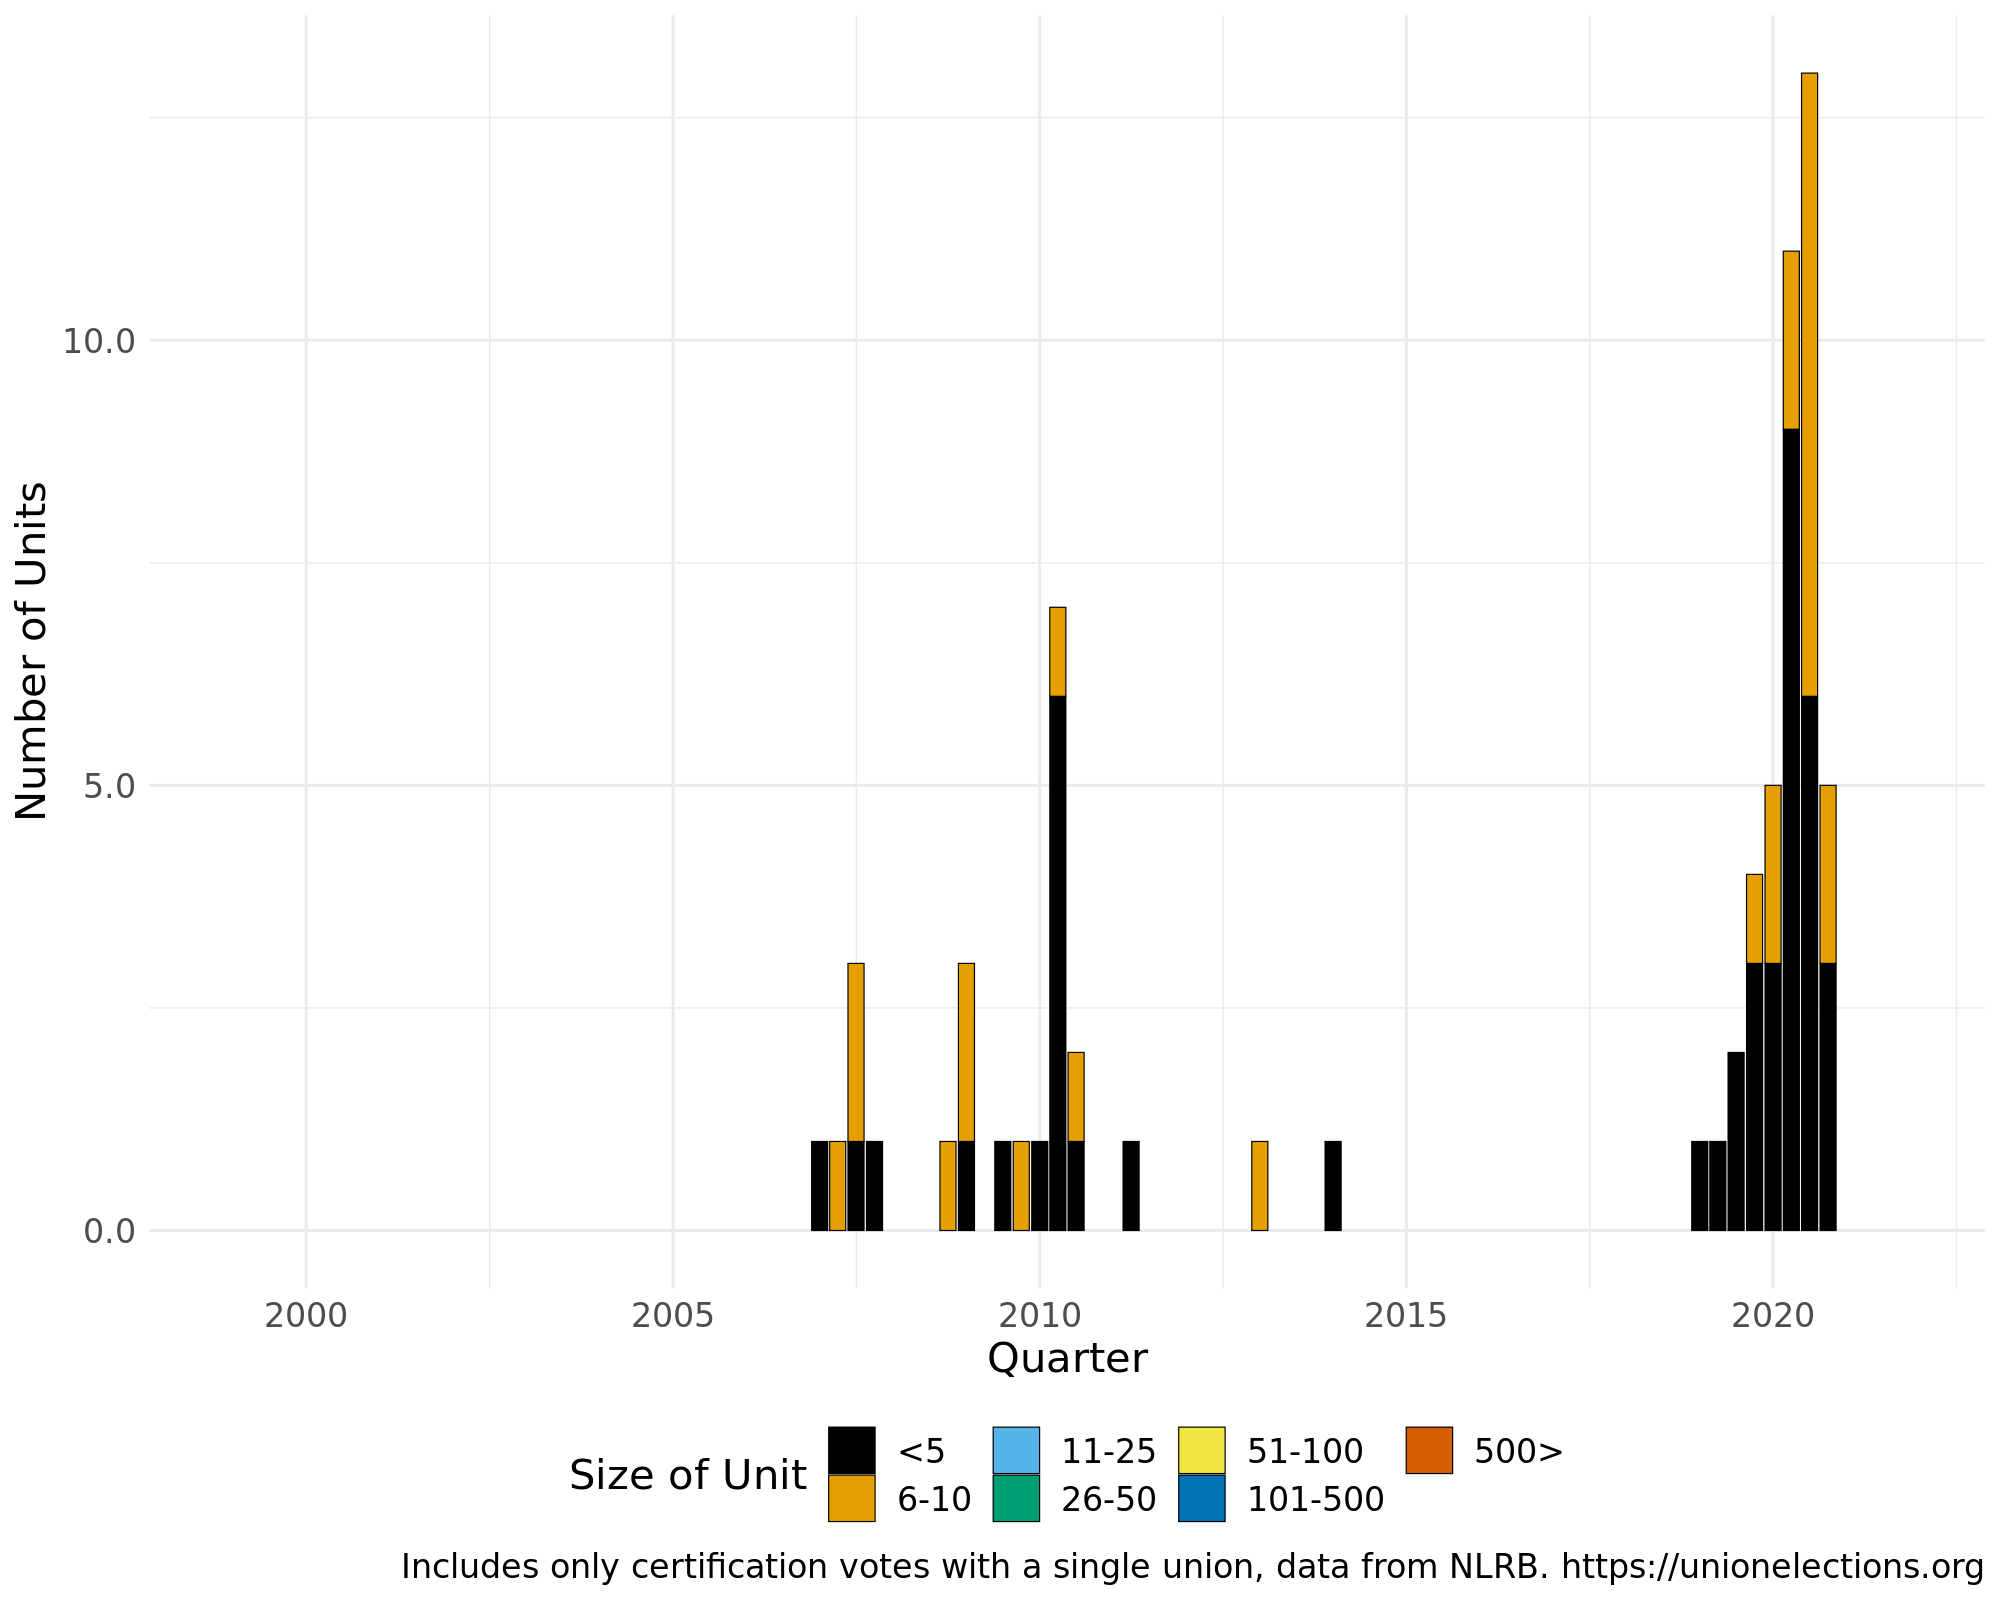 Number of Units
10.0
5.0
0.0
2000 2005 2010 2015 2020
Quarter
Size of Unit
<5 11-25 51-100 500>
6-10 26-50 101-500
Includes only certification votes with a single union, data from NLRB. https://unionelections.org